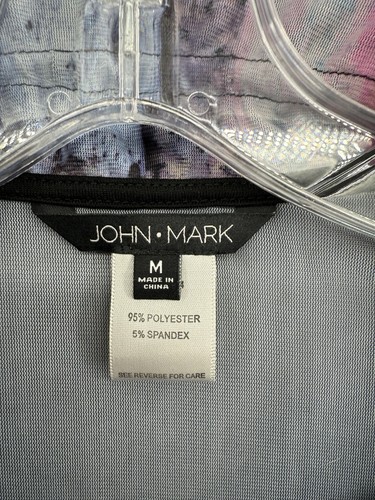 JOHN•MARK
M
MADE IN
CHINA
95% POLYESTER
5% SPANDEX
SEE REVERSE FOR CARE